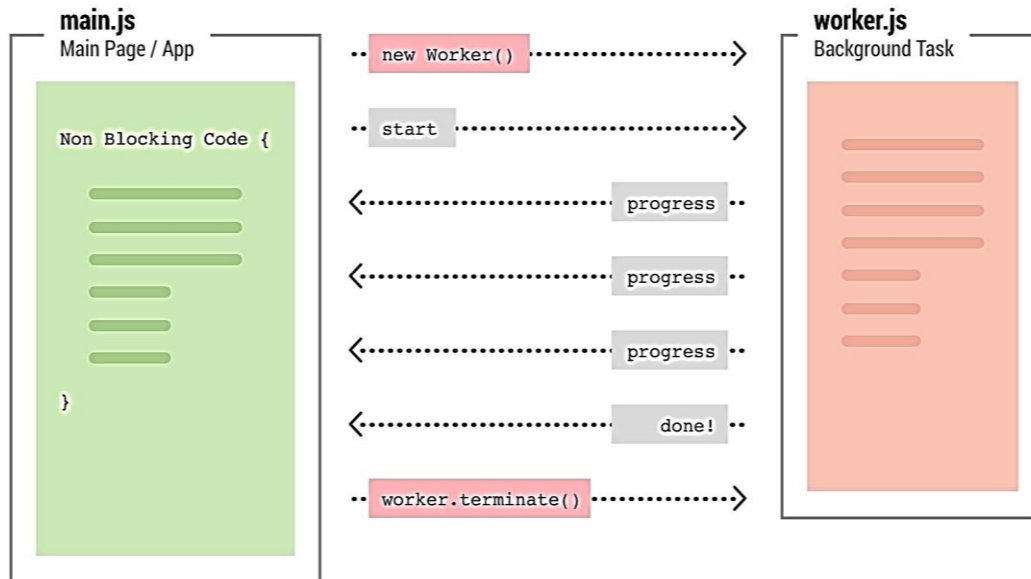 main.js
Main Page / App
Non Blocking Code {
}
new Worker()
start
progress
progress
progress
done!
worker.terminate()
worker.js
Background Task